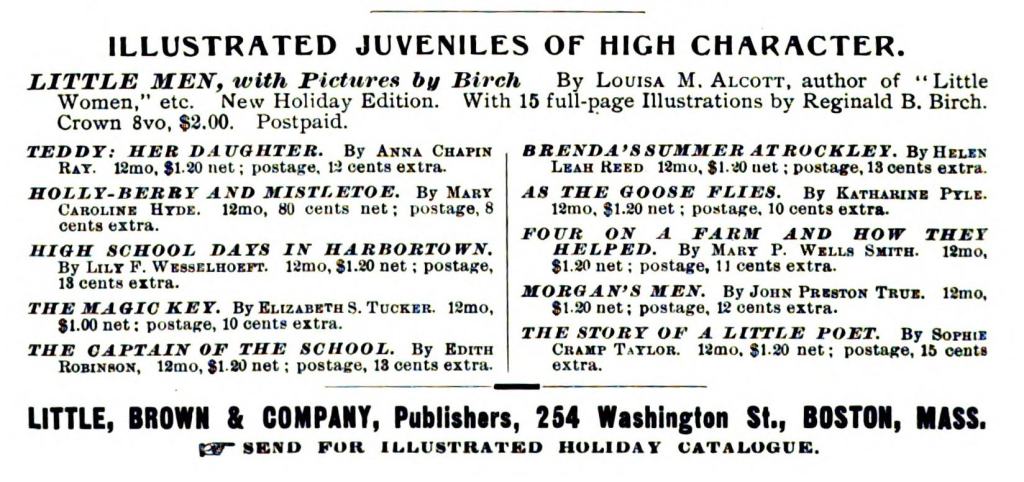 ILLUSTRATED JUVENILES OF HIGH CHARACTER.
LITTLE MEN, with Pictures by Birch By LOUISA M. ALCOTT, author of "Little
Women," etc. New Holiday Edition. With 15 full-page Illustrations by Reginald B. Birch.
Crown 8vo, $2.00. Postpaid.
TEDDY: HER DAUGHTER. By ANNA CHAPIN
RAY. 12mo, $1.20 net; postage, 12 cents extra.
HOLLY-BERRY AND MISTLETOE. By MARY
CAROLINE HYDE. 12mo, 80 cents net; postage, 8
cents extra.
HIGH SCHOOL DAYS IN HARBORTOWN.
By LILY F. WESSELHOEFT. 12mo, $1.20 net; postage,
13 cents extra.
THE MAGIC KEY. By ELIZABETH S. TUCKER. 12mo,
$1.00 net; postage, 10 cents extra.
THE CAPTAIN OF THE SCHOOL. By EDITH
ROBINSON, 12mo, $1.20 net; postage, 13 cents extra.
BRENDA'S SUMMER AT ROCKLEY. By HELEN
LEAH REED 12mo, $1.20 net; postage, 13 cents extra.
AS THE GOOSE FLIES. By KATHARINE PYLE.
12mo, $1.20 net; postage, 10 cents extra.
FOUR ON A FARM AND HOW THEY
HELPED. By MARY P. WELLS SMITH. 12mo,
$1.20 net; postage, 11 cents extra.
MORGAN'S MEN. By JOHN PRESTON TRUE. 12mo,
$1.20 net; postage, 12 cents extra.
THE STORY OF A LITTLE POET. By SOPHIE
CRAMP TAYLOR. 12mo, $1.20 net; postage, 15 cents
extra.
LITTLE, BROWN & COMPANY, Publishers, 254 Washington St., BOSTON, MASS.
☞ SEND FOR ILLUSTRATED HOLIDAY CATALOGUE.